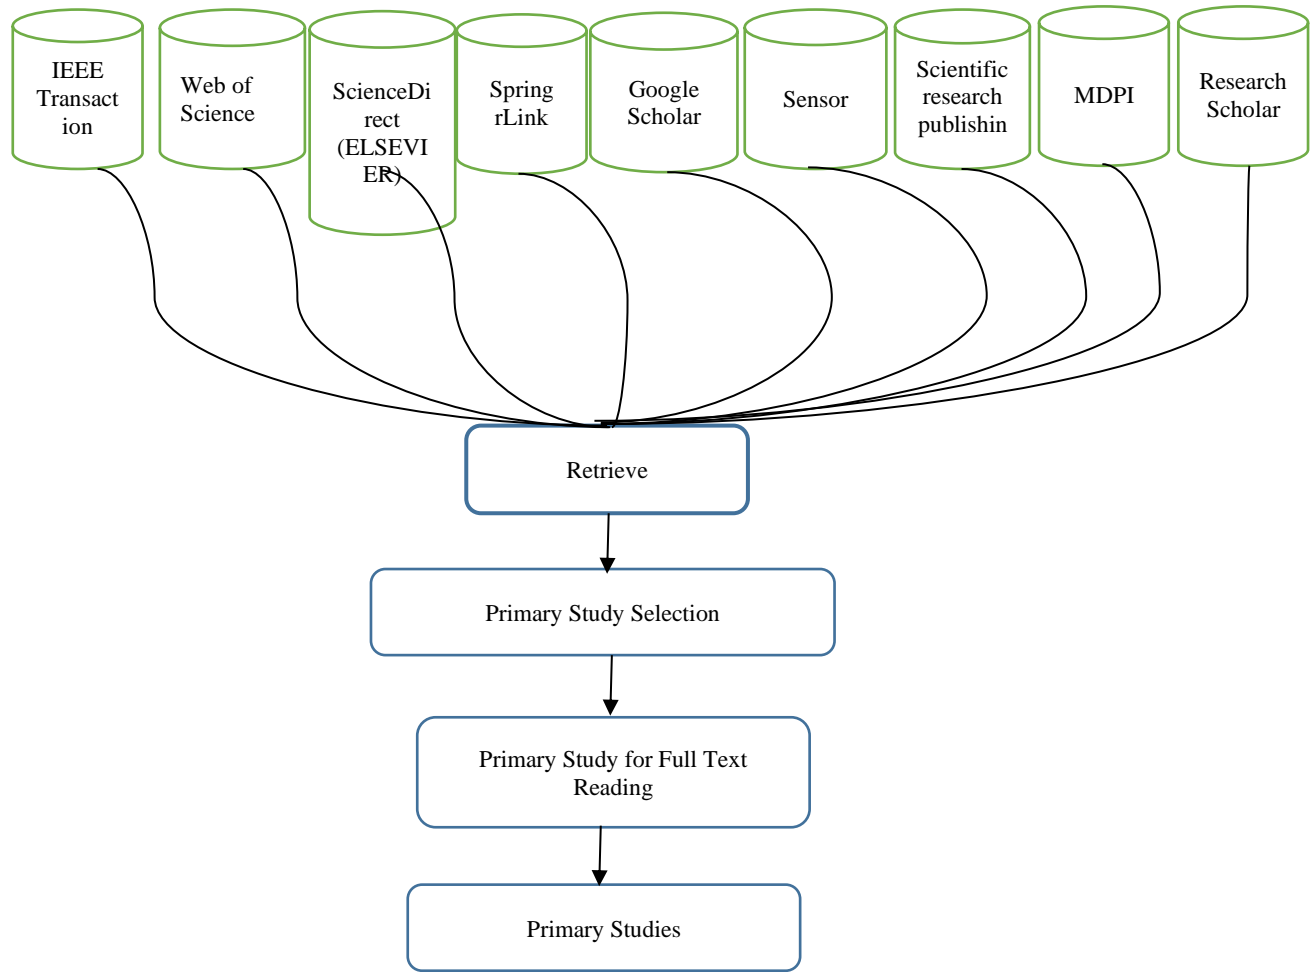 IEEE
Transact
ion
Web of
Science
ScienceDi
rect
(ELSEVI
ER)
Spring
rLink
Google
Scholar
Sensor
Scientific
research
publishin
MDPI
Research
Scholar
Retrieve
Primary Study Selection
Primary Study for Full Text
Reading
Primary Studies